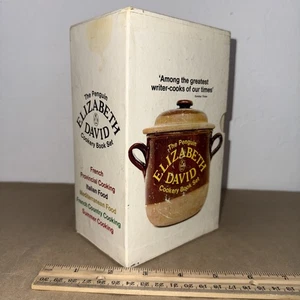 The Penguin
ELIZABETH
DAVID
Cookery Book Set
French
Provincial Cooking
Italian Food
Mediterranean Food
French Country Cooking
Summer Cooking
'Among the greatest
writer-cooks of our times'
The Penguin
ELIZABETH
DAVID
Cookery Book Set